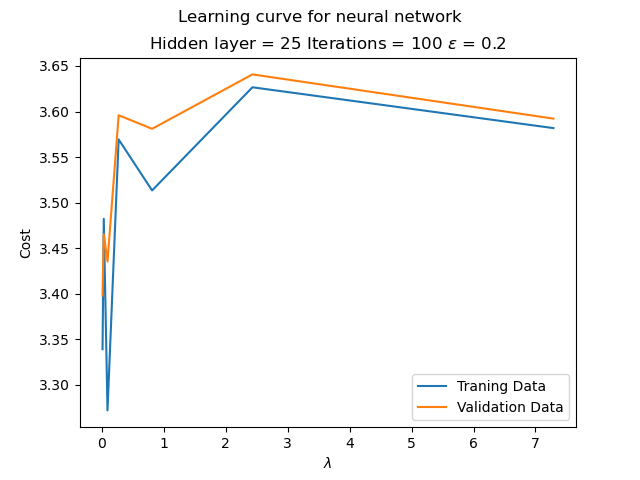 Learning curve for neural network
Hidden layer = 25 Iterations = 100 ε = 0.2
3.65
3.60
3.55
3.50
3.45
3.40
3.35
3.30
Cost
Traning Data
Validation Data
0 1 2 3 4 5 6 7
λ